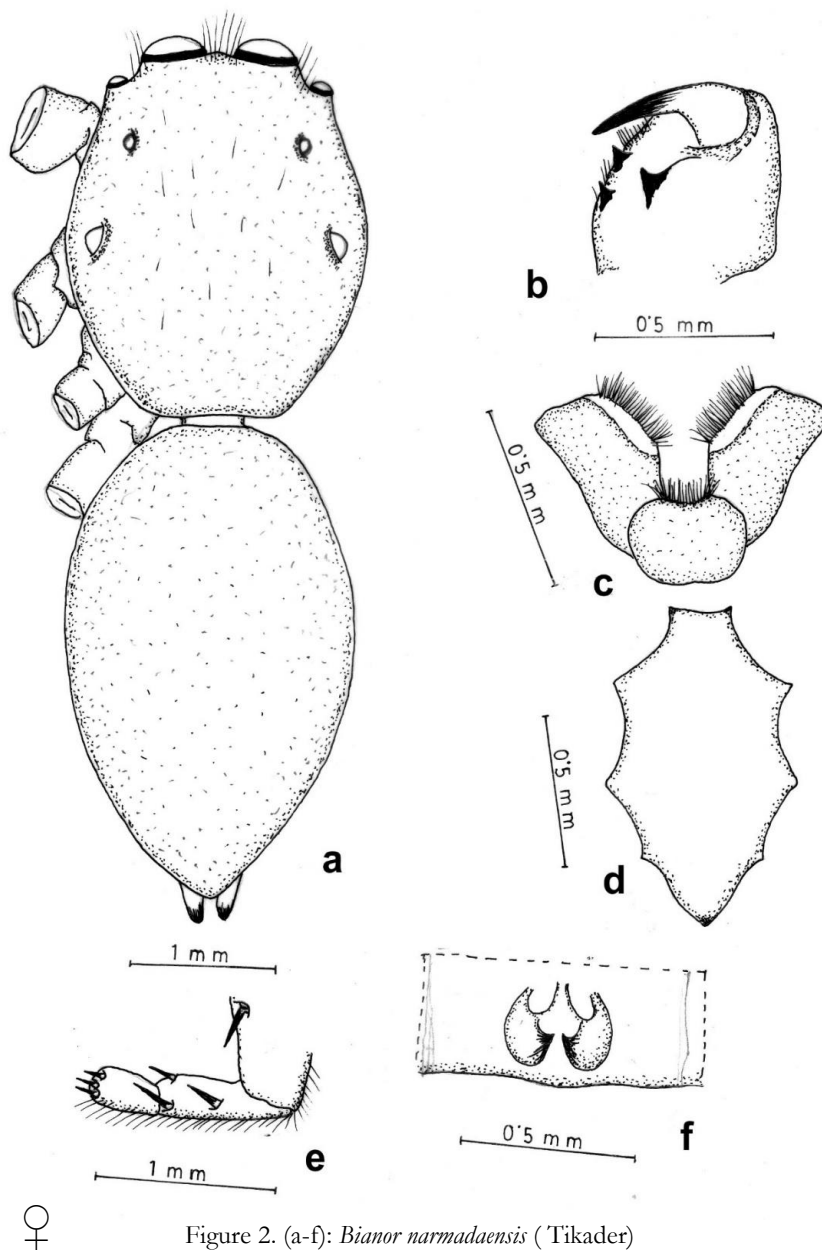 a
b
0.5 mm
c
0.5 mm
d
0.5 mm
1 mm
e
1 mm
f
0.5 mm
♀ Figure 2. (a-f): Bianor narmadaensis ( Tikader)